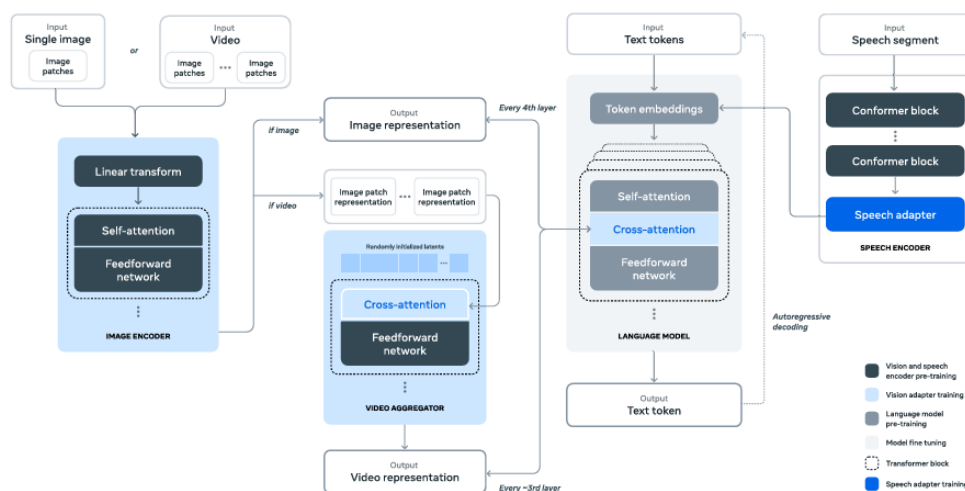 Input
Single image
Image
patches
or
Input
Video
Image
patches
...
Image
patches
Linear transform
Self-attention
Feedforward
network
IMAGE ENCODER
If image
If video
Output
Image representation
Image patch
representation
...
Image patch
representation
Randomly initialized latents
...
Cross-attention
Feedforward
network
VIDEO AGGREGATOR
Output
Video representation
Every 4th layer
Every ~3rd layer
Input
Text tokens
Token embeddings
Self-attention
Cross-attention
Feedforward
network
LANGUAGE MODEL
Output
Text token
Autoregressive
decoding
Input
Speech segment
Conformer block
Conformer block
Speech adapter
SPEECH ENCODER
Vision and speech
encoder pre-training
Vision adapter training
Language model
pre-training
Model fine tuning
Transformer block
Speech adapter training